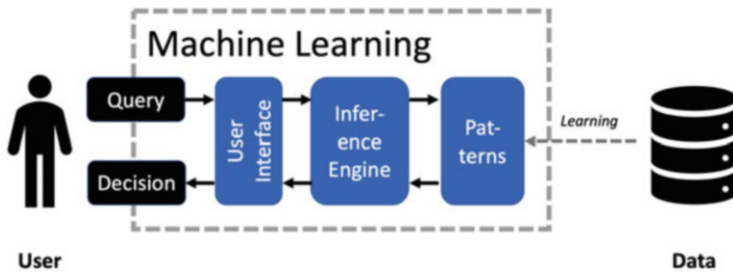 Machine Learning
Query
Decision
User
Interface
Infer-
ence
Engine
Pat-
terns
Learning
User
Data